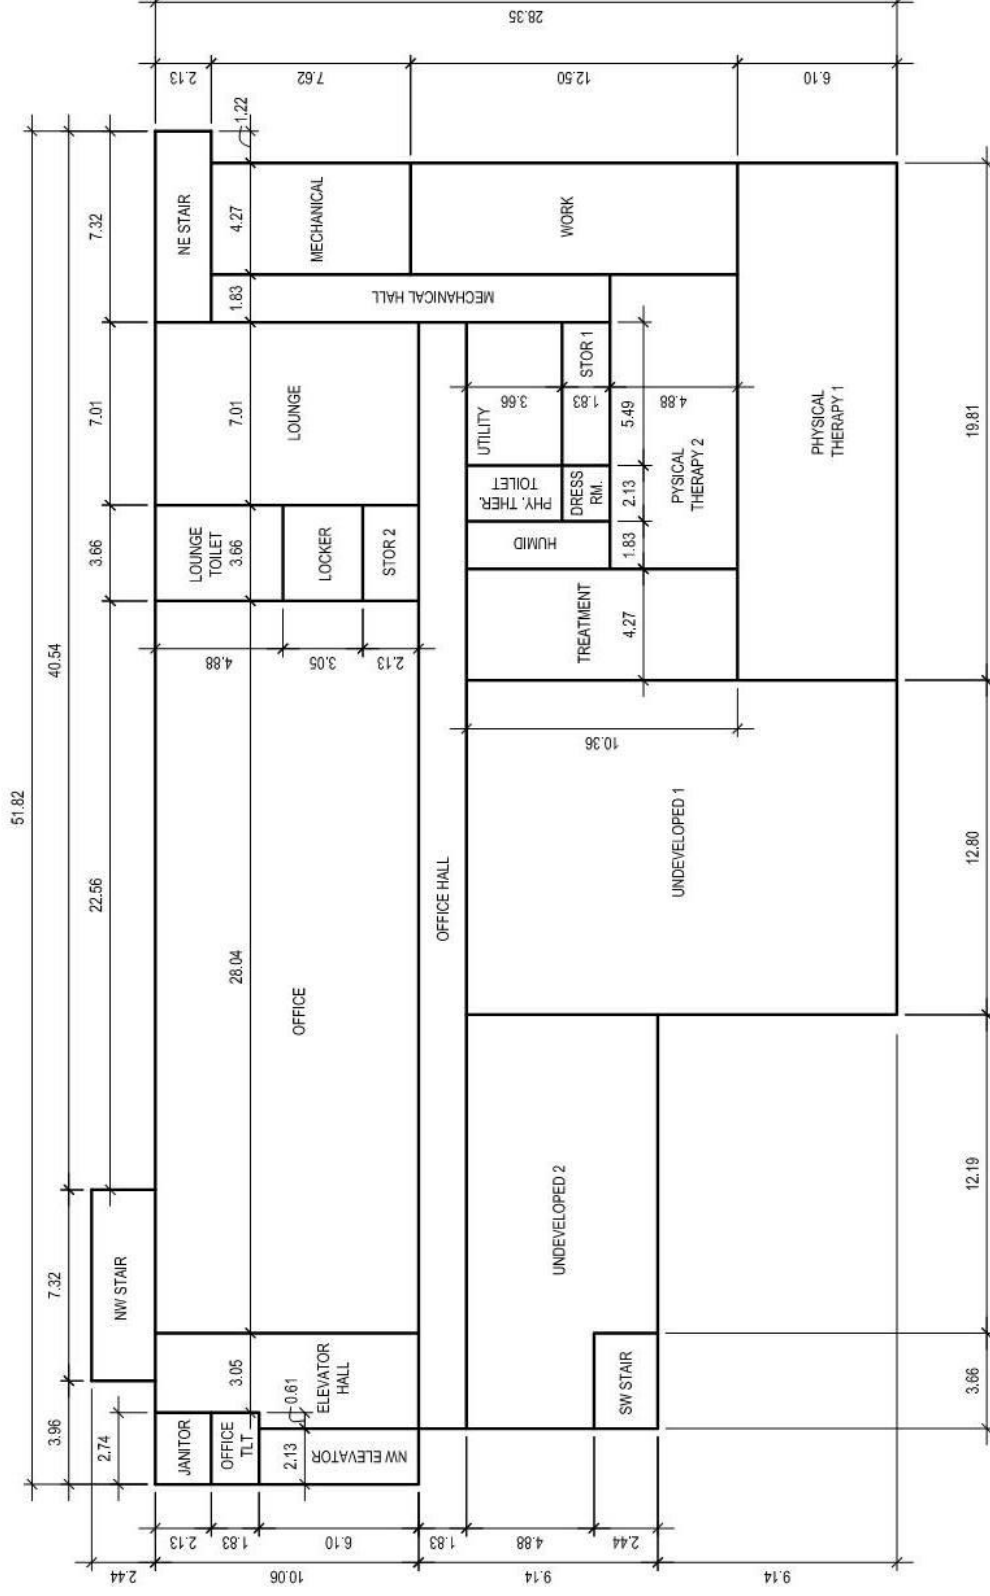 28.35
2.13
7.62
12.50
6.10
1.22
51.82
40.54
7.32
22.56
7.01
3.66
7.32
3.96
2.74
NE STAIR
4.27
MECHANICAL
WORK
1.83
MECHANICAL HALL
7.01
LOUNGE
LOUNGE
TOILET
3.66
LOCKER
STOR 2
4.88
3.05
2.13
UTILITY
3.66
STOR 1
1.83
4.88
5.49
PHY. THER.
TOILET
DRESS
RM.
2.13
HUMID
1.83
PYSICAL
THERAPY 2
PHYSICAL
THERAPY 1
19.81
TREATMENT
4.27
10.36
28.04
OFFICE
OFFICE HALL
UNDEVELOPED 1
12.80
UNDEVELOPED 2
12.19
NW STAIR
3.05
ELEVATOR
HALL
0.61
JANITOR
OFFICE
TLT
2.13
NW ELEVATOR
SW STAIR
3.66
2.44
2.13
1.83
6.10
10.06
1.83
4.88
2.44
9.14
9.14